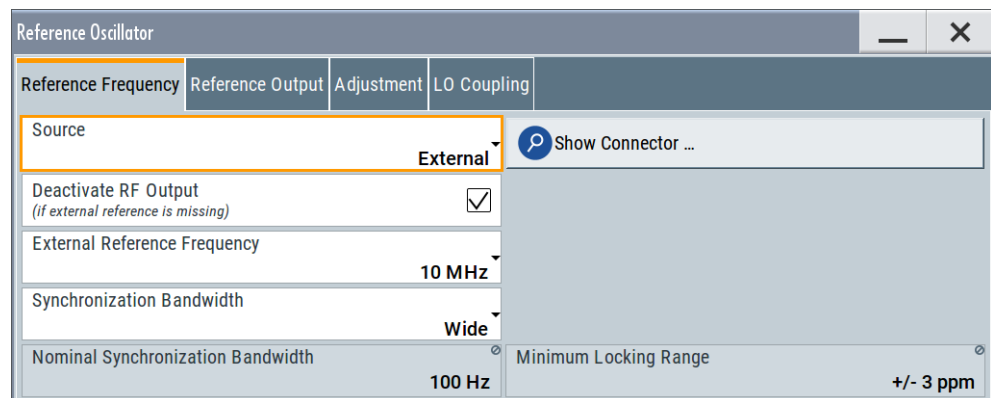 Reference Oscillator
Reference Frequency Reference Output Adjustment LO Coupling
Source
External
Show Connector ...
Deactivate RF Output
(if external reference is missing)
External Reference Frequency
10 MHz
Synchronization Bandwidth
Wide
Nominal Synchronization Bandwidth
100 Hz
Minimum Locking Range
+/- 3 ppm